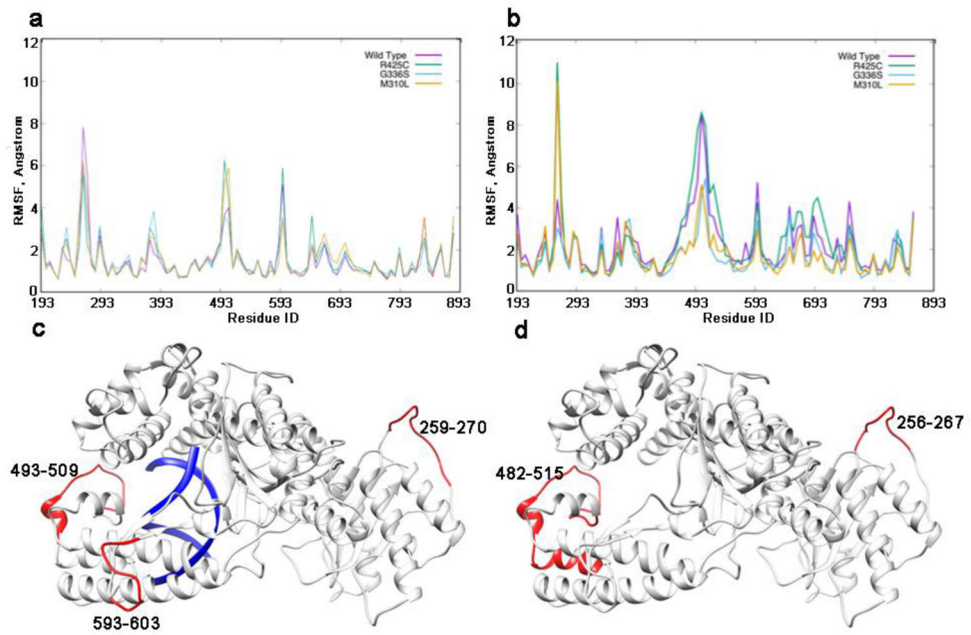 a
12
10
8
6
4
2
0
RMSF, Angstrom
Wild Type
R425C
G336S
M310L
193 293 393 493 593 693 793 893
Residue ID
b
12
10
8
6
4
2
0
RMSF, Angstrom
Wild Type
R425C
G336S
M310L
193 293 393 493 593 693 793 893
Residue ID
c
259-270
493-509
593-603
d
256-267
482-515